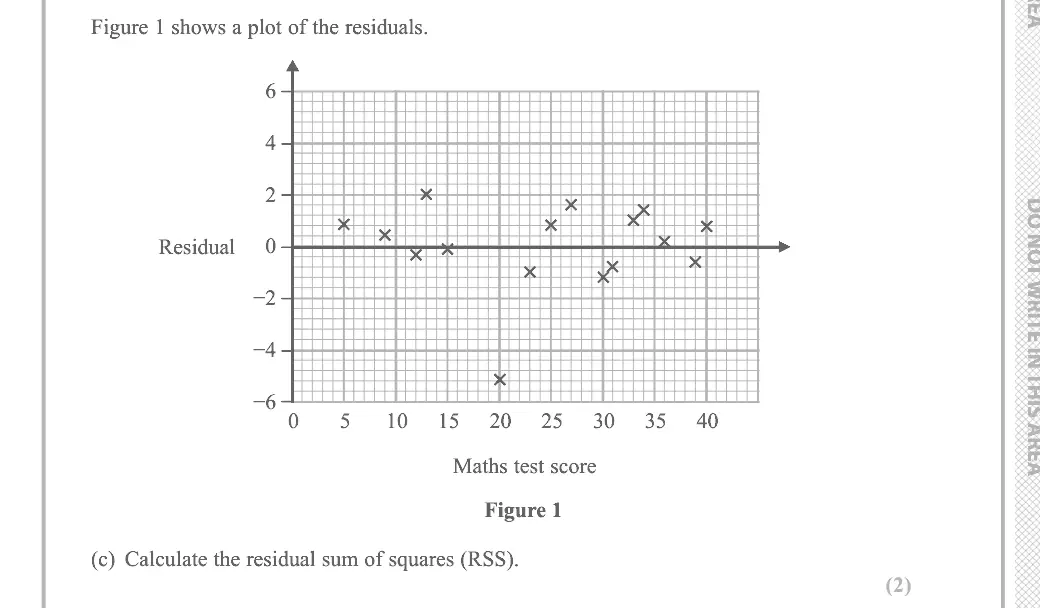 Figure 1 shows a plot of the residuals.
6
4
2
Residual 0
−2
−4
−6
0 5 10 15 20 25 30 35 40
Maths test score
Figure 1
(c) Calculate the residual sum of squares (RSS).
(2)
EA
DO NOT WRITE IN THIS AREA